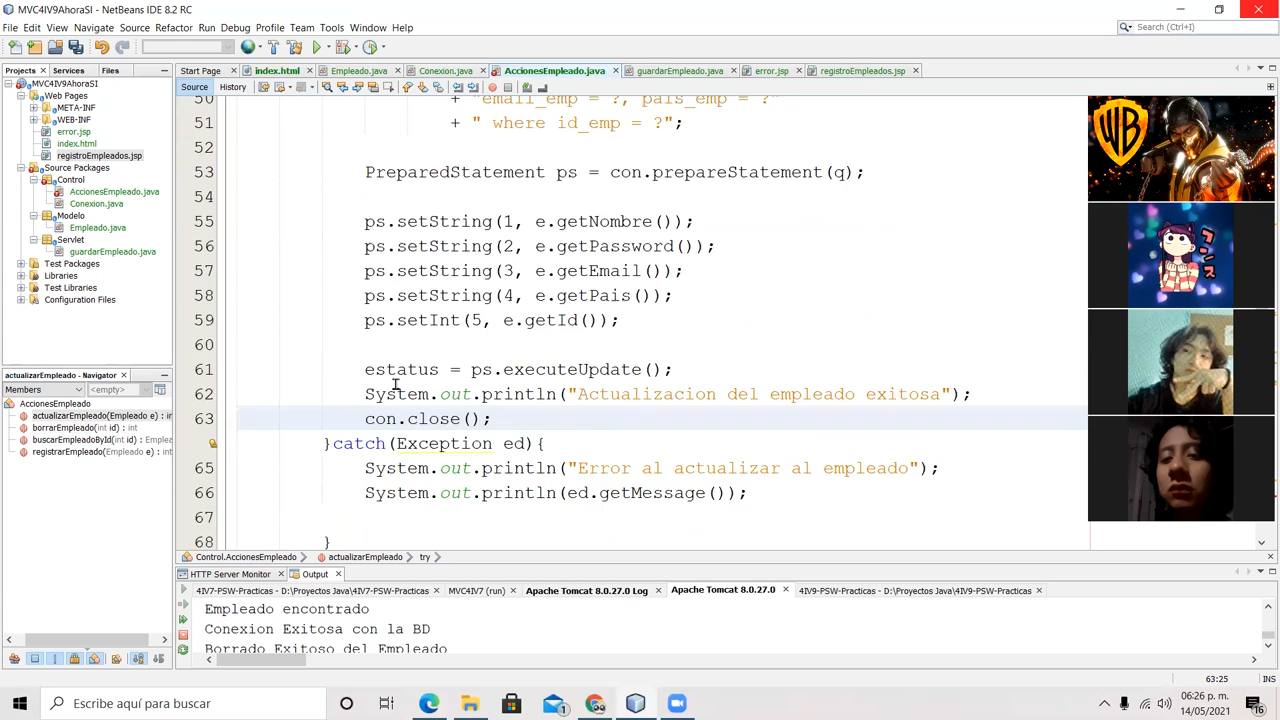 MVC4IV9AhoraSI - NetBeans IDE 8.2 RC
File Edit View Navigate Source Refactor Run Debug Profile Team Tools Window Help
Search (Ctrl+I)
Projects Services Files
Start Page index.html Empleado.java Conexion.java AccionesEmpleado.java guardarEmpleado.java error.jsp registroEmpleados.jsp
Source History
MVC4IV9AhoraSI
Web Pages
META-INF
WEB-INF
error.jsp
index.html
registroEmpleados.jsp
Source Packages
Control
AccionesEmpleado.java
Conexion.java
Modelo
Empleado.java
Servlet
guardarEmpleado.java
Test Packages
Libraries
Test Libraries
Configuration Files
actualizarEmpleado - Navigator
Members <empty>
AccionesEmpleado
actualizarEmpleado(Empleado e) : int
borrarEmpleado(int id) : int
buscarEmpleadoById(int id) : Empleado
registrarEmpleado(Empleado e) : int
50 + "email_emp = ?, pais_emp = ?"
51 + " where id_emp = ?";
52
53 PreparedStatement ps = con.prepareStatement(q);
54
55 ps.setString(1, e.getNombre());
56 ps.setString(2, e.getPassword());
57 ps.setString(3, e.getEmail());
58 ps.setString(4, e.getPais());
59 ps.setInt(5, e.getId());
60
61 estatus = ps.executeUpdate();
62 System.out.println("Actualizacion del empleado exitosa");
63 con.close();
}catch(Exception ed){
65 System.out.println("Error al actualizar al empleado");
66 System.out.println(ed.getMessage());
67
68 }
WB
Control.AccionesEmpleado actualizarEmpleado try
HTTP Server Monitor Output
4IV7-PSW-Practicas - D:\Proyectos Java\4IV7-PSW-Practicas MVC4IV7 (run) Apache Tomcat 8.0.27.0 Log Apache Tomcat 8.0.27.0 4IV9-PSW-Practicas - D:\Proyectos Java\4IV9-PSW-Practicas
Empleado encontrado
Conexion Exitosa con la BD
Borrado Exitoso del Empleado
63:25 INS
Escribe aquí para buscar
06:26 p. m.
14/05/2021
16